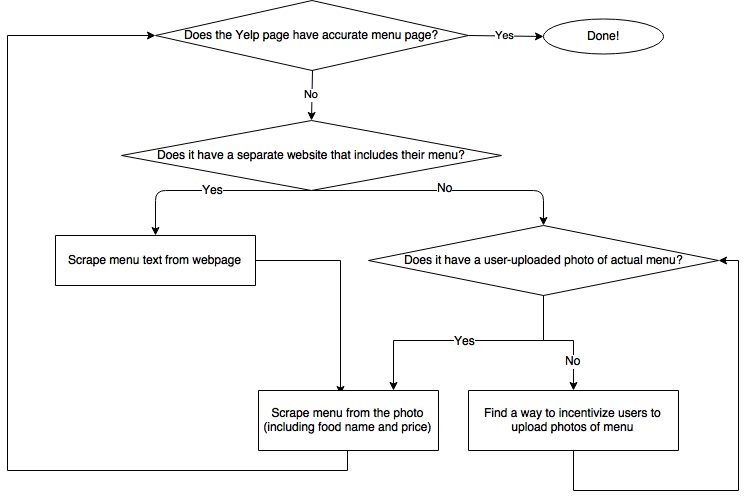 Does the Yelp page have accurate menu page?
Yes
Done!
No
Does it have a separate website that includes their menu?
Yes
No
Scrape menu text from webpage
Does it have a user-uploaded photo of actual menu?
Yes
No
Scrape menu from the photo
(including food name and price)
Find a way to incentivize users to
upload photos of menu